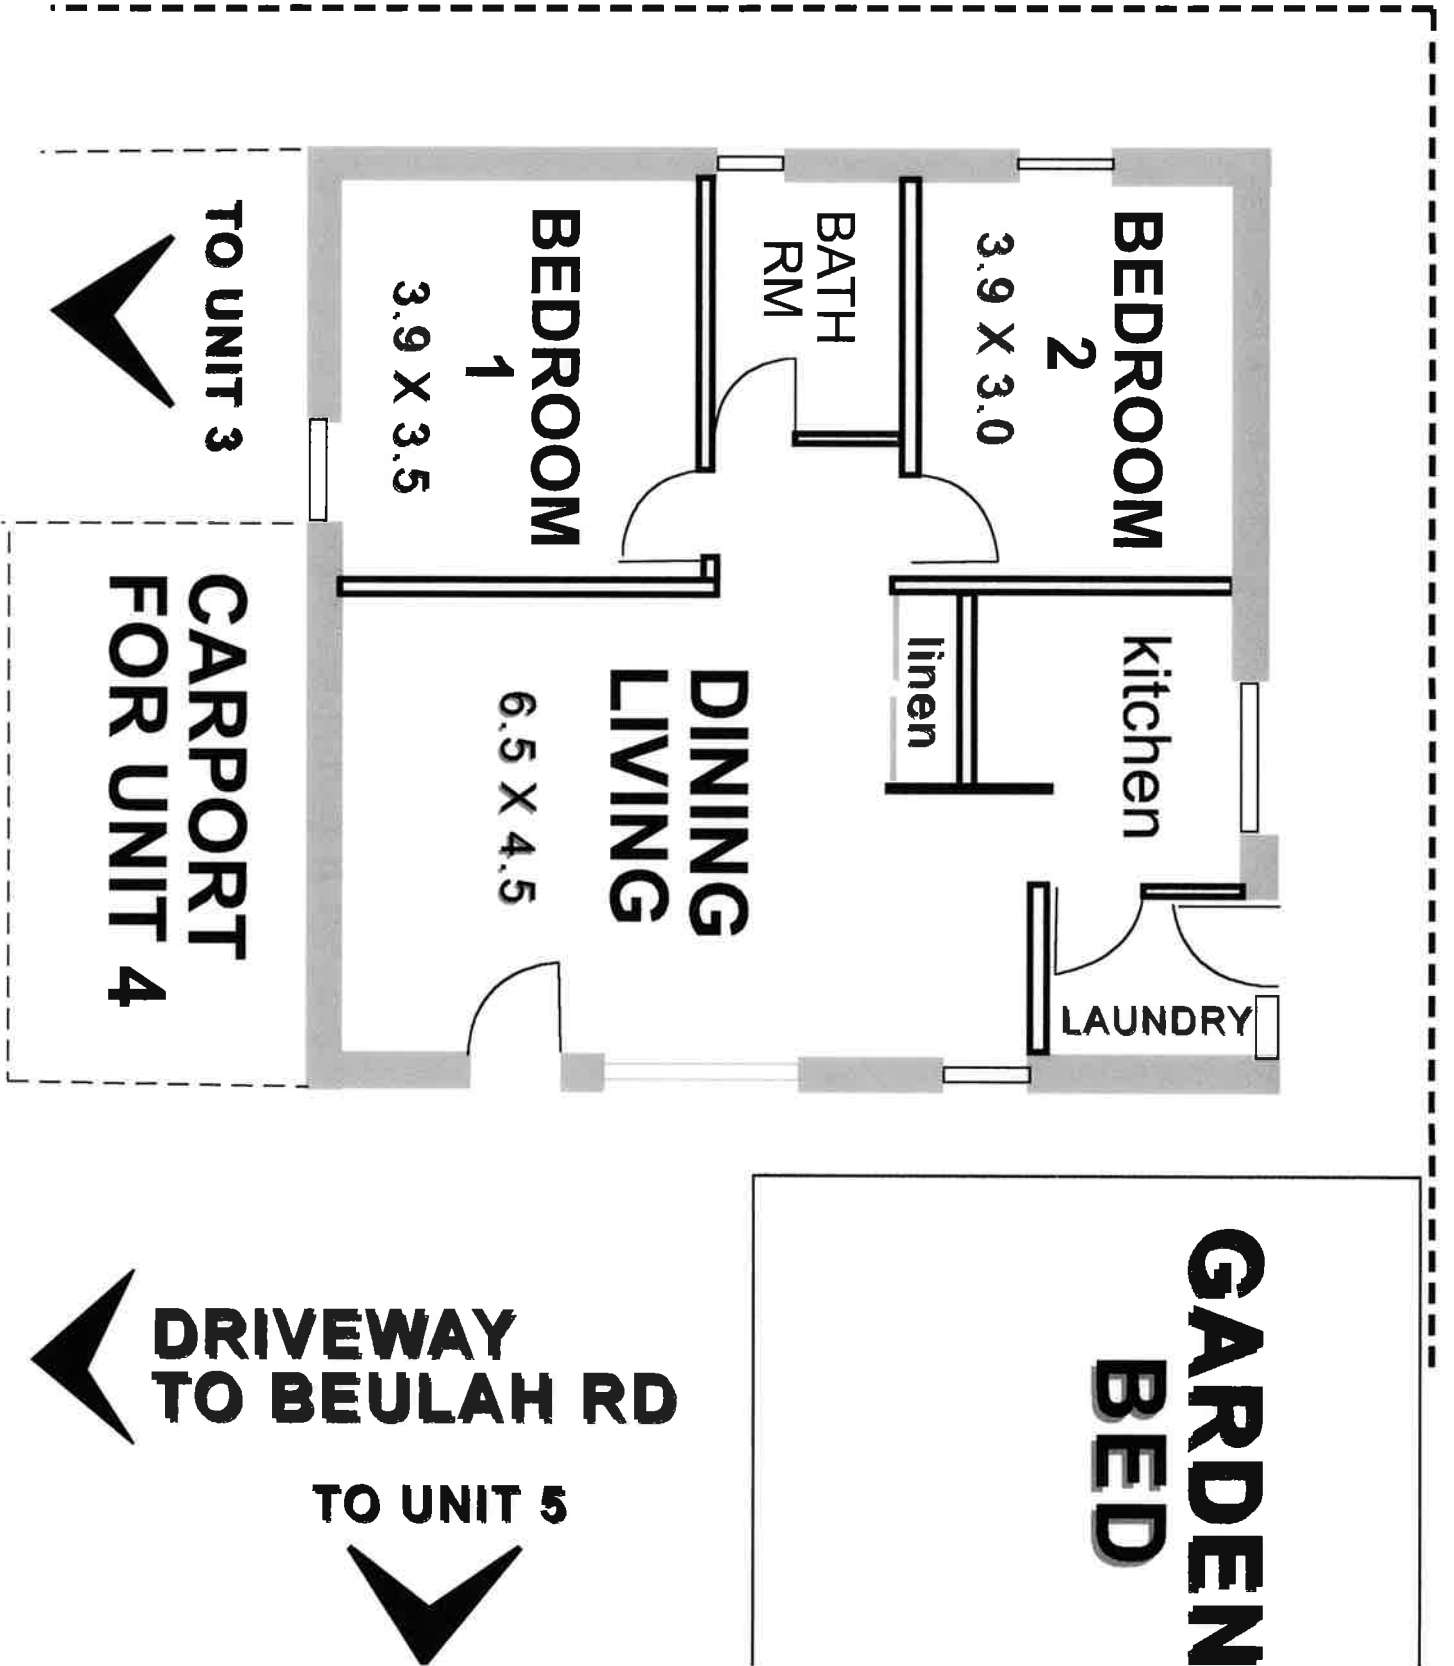 TO UNIT 3
BEDROOM
1
3.9 X 3.5
BATH
RM
BEDROOM
2
3.9 X 3.0
CARPORT
FOR UNIT 4
DINING
LIVING
6.5 X 4.5
linen
kitchen
LAUNDRY
DRIVEWAY
TO BEULAH RD
TO UNIT 5
GARDEN
BED